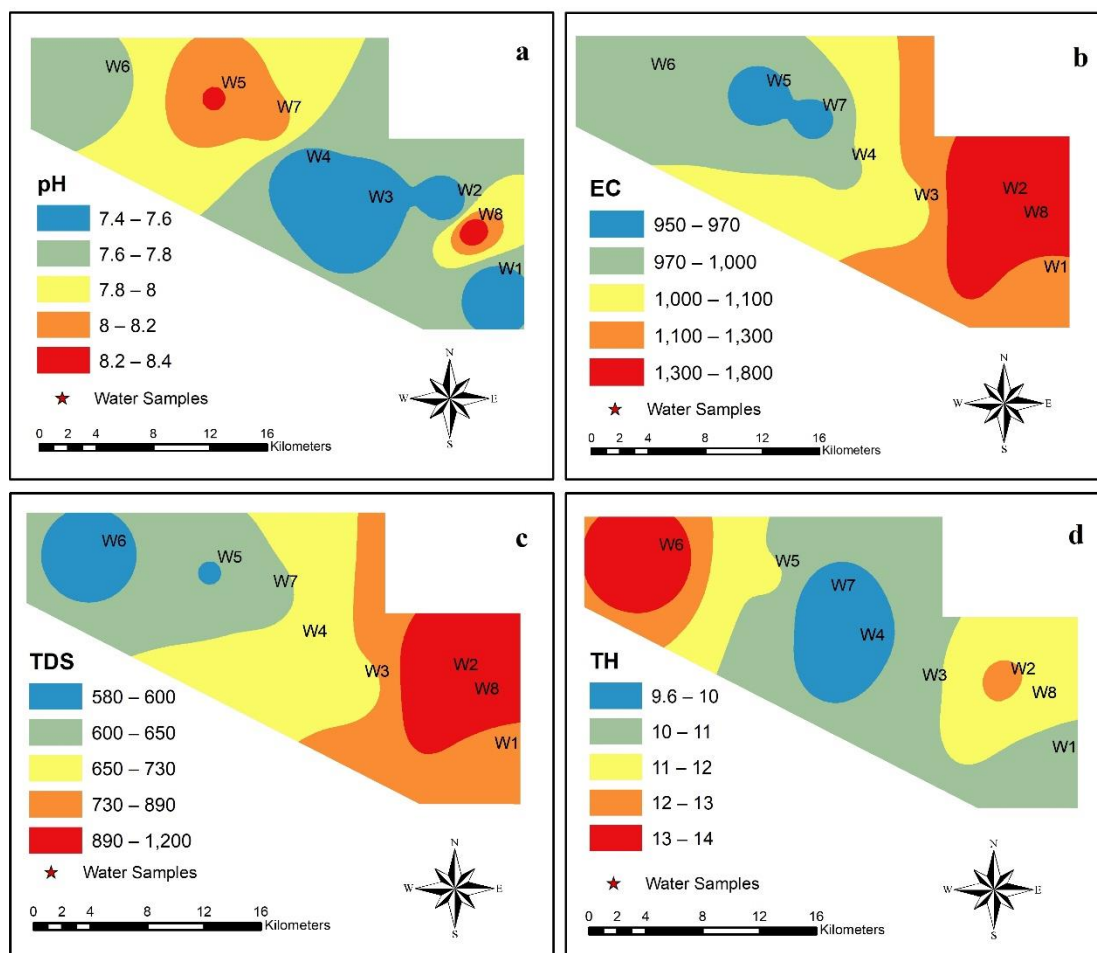 a
W6
W5
W7
W4
W3
W2
W8
W1
pH
7.4 – 7.6
7.6 – 7.8
7.8 – 8
8 – 8.2
8.2 – 8.4
Water Samples
N
W E
S
0 2 4 8 12 16
Kilometers
b
W6
W5
W7
W4
W3
W2
W8
W1
EC
950 – 970
970 – 1,000
1,000 – 1,100
1,100 – 1,300
1,300 – 1,800
Water Samples
N
W E
S
0 2 4 8 12 16
Kilometers
c
W6
W5
W7
W4
W3
W2
W8
W1
TDS
580 – 600
600 – 650
650 – 730
730 – 890
890 – 1,200
Water Samples
N
W E
S
0 2 4 8 12 16
Kilometers
d
W6
W5
W7
W4
W3
W2
W8
W1
TH
9.6 – 10
10 – 11
11 – 12
12 – 13
13 – 14
Water Samples
N
W E
S
0 2 4 8 12 16
Kilometers